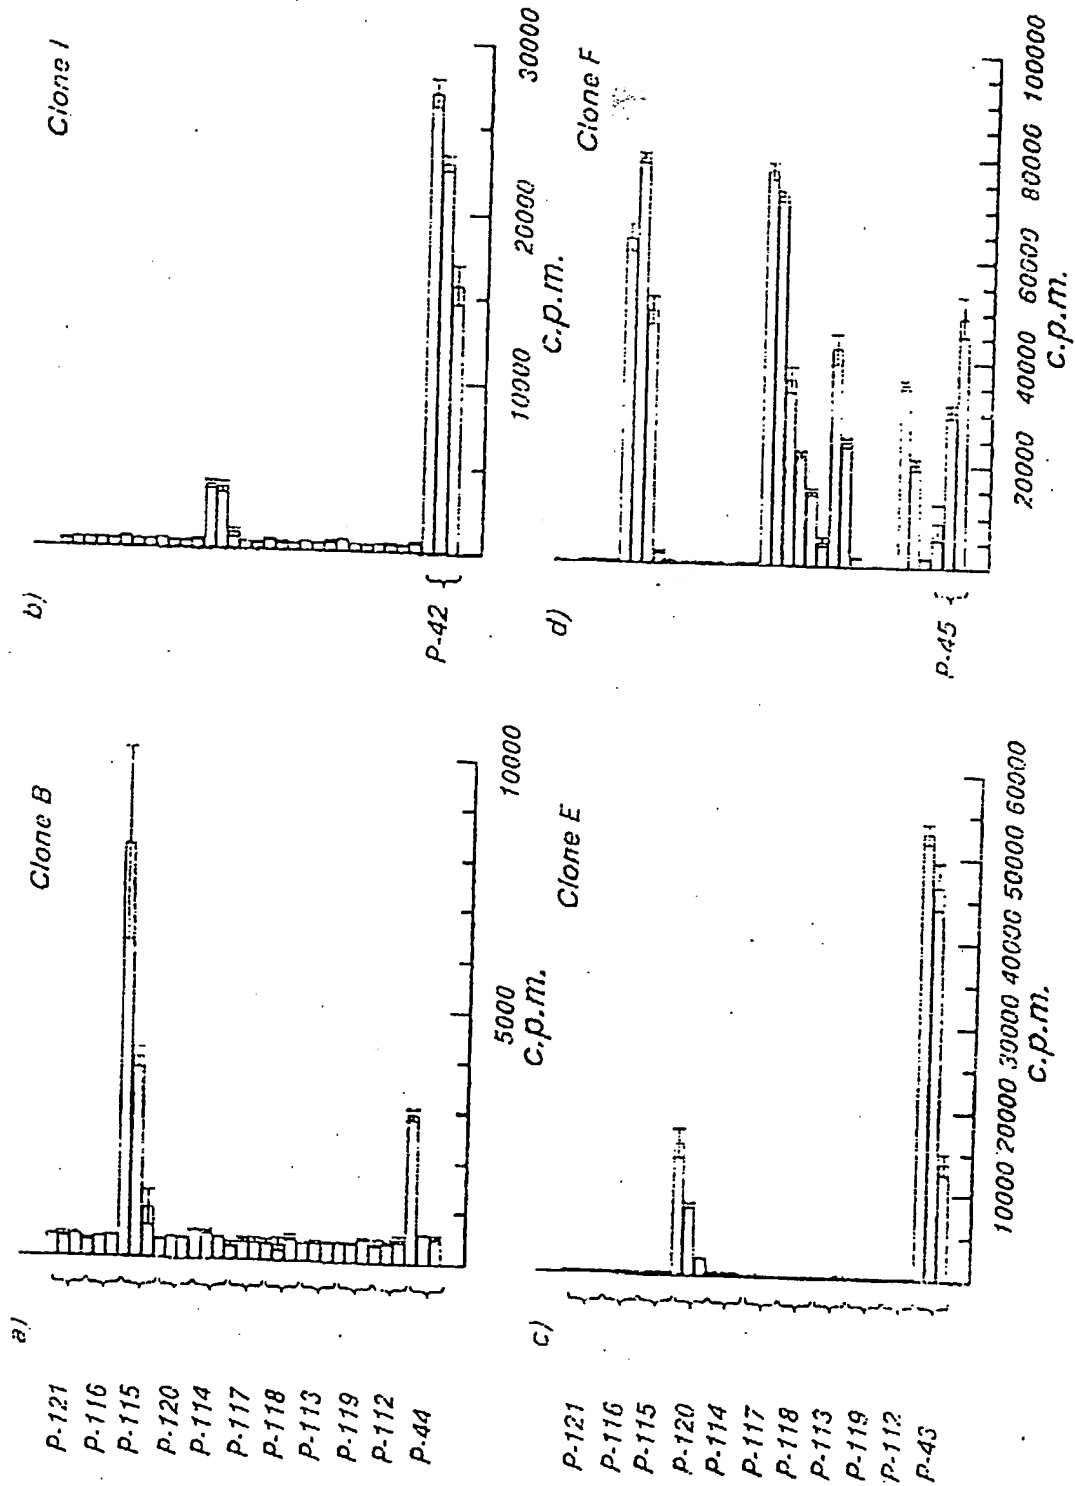 a)
Clone B
P-121
P-116
P-115
P-120
P-114
P-117
P-118
P-113
P-119
P-112
P-44
5000
10000
c.p.m.
b)
Clone I
P-42
10000
20000
30000
c.p.m.
c)
Clone E
P-121
P-116
P-115
P-120
P-114
P-117
P-118
P-113
P-119
P-112
P-43
10000 20000 30000 40000 50000 60000
c.p.m.
d)
Clone F
P-45
20000 40000 60000 80000 100000
c.p.m.